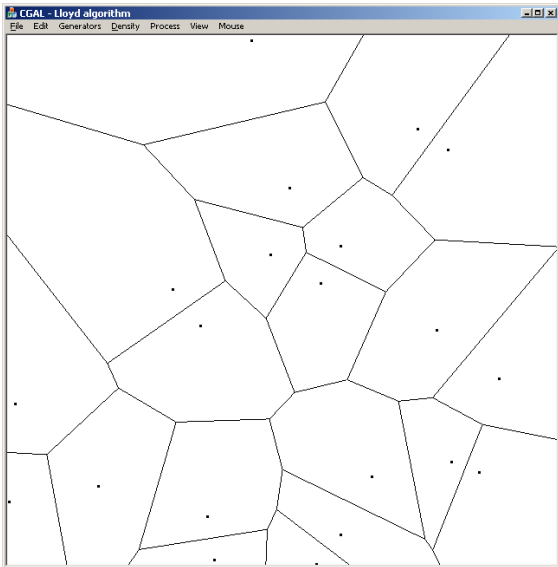 CGAL - Lloyd algorithm
File Edit Generators Density Process View Mouse